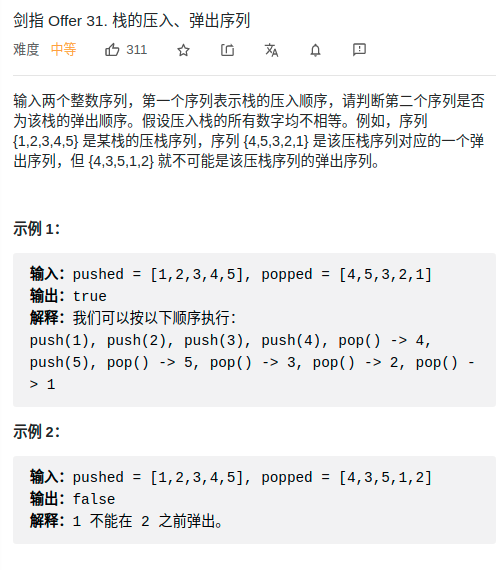 剑指 Offer 31. 栈的压入、弹出序列
难度 中等 311
输入两个整数序列，第一个序列表示栈的压入顺序，请判断第二个序列是否
为该栈的弹出顺序。假设压入栈的所有数字均不相等。例如，序列
{1,2,3,4,5} 是某栈的压栈序列，序列 {4,5,3,2,1} 是该压栈序列对应的一个弹
出序列，但 {4,3,5,1,2} 就不可能是该压栈序列的弹出序列。
示例 1：
输入：pushed = [1,2,3,4,5], popped = [4,5,3,2,1]
输出：true
解释：我们可以按以下顺序执行：
push(1), push(2), push(3), push(4), pop() -> 4,
push(5), pop() -> 5, pop() -> 3, pop() -> 2, pop() -
> 1
示例 2：
输入：pushed = [1,2,3,4,5], popped = [4,3,5,1,2]
输出：false
解释：1 不能在 2 之前弹出。